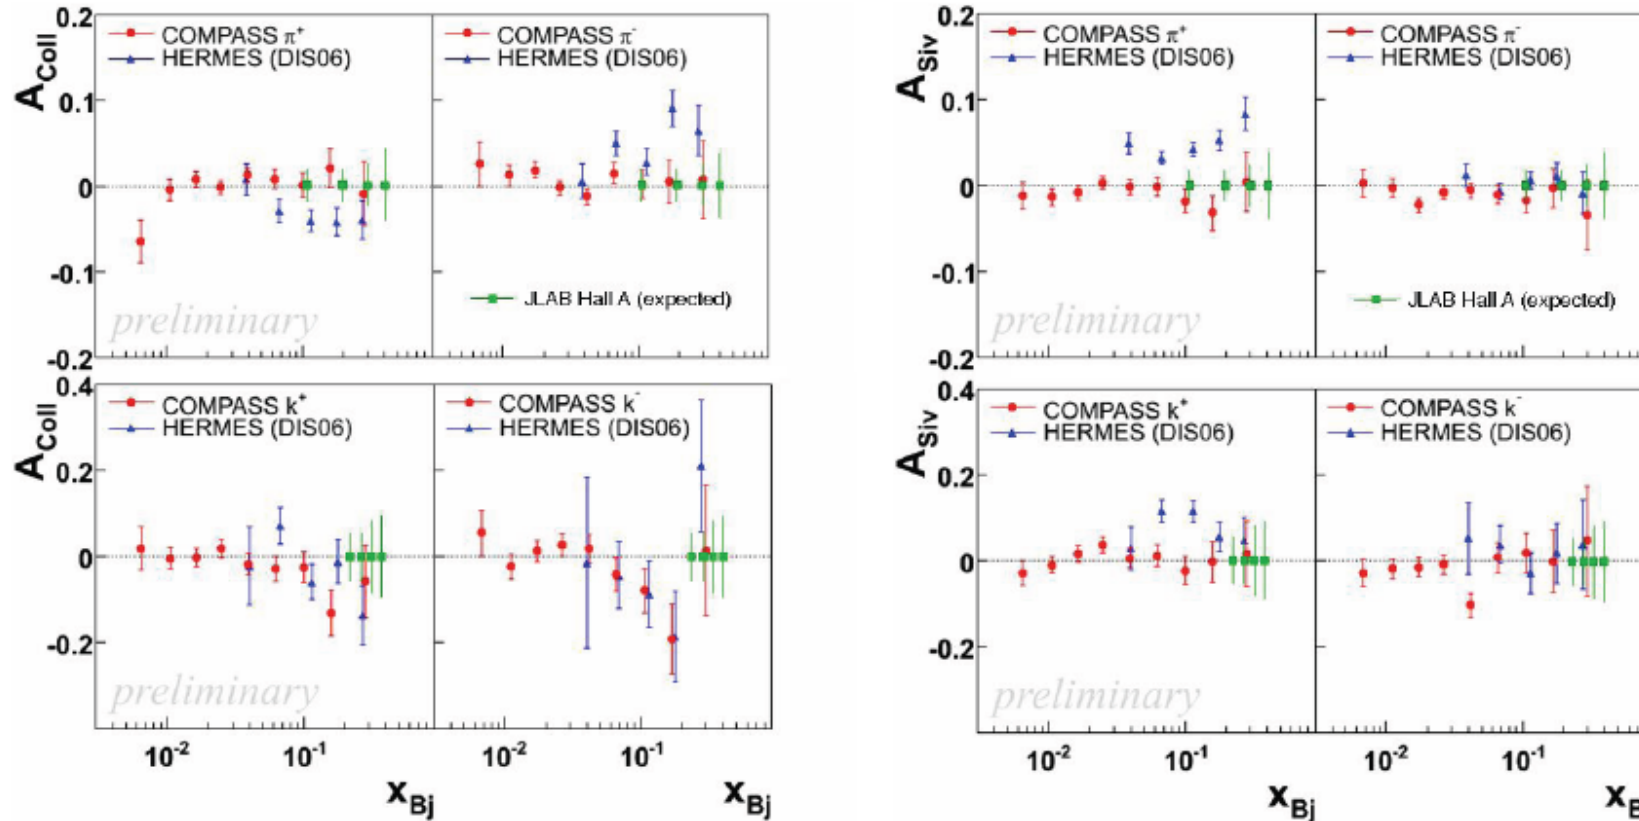 A_Coll
0.2
0.1
0
-0.1
-0.2
COMPASS π⁺
HERMES (DIS06)
preliminary
COMPASS π⁻
HERMES (DIS06)
JLAB Hall A (expected)
A_Siv
0.2
0.1
0
-0.1
-0.2
COMPASS π⁺
HERMES (DIS06)
preliminary
COMPASS π⁻
HERMES (DIS06)
JLAB Hall A (expected)
A_Coll
0.4
0.2
0
-0.2
COMPASS k⁺
HERMES (DIS06)
preliminary
COMPASS k⁻
HERMES (DIS06)
10⁻² 10⁻¹ 10⁻² 10⁻¹
x_Bj x_Bj
A_Siv
0.4
0.2
0
-0.2
COMPASS k⁺
HERMES (DIS06)
preliminary
COMPASS k⁻
HERMES (DIS06)
10⁻² 10⁻¹ 10⁻² 10⁻¹
x_Bj x_B